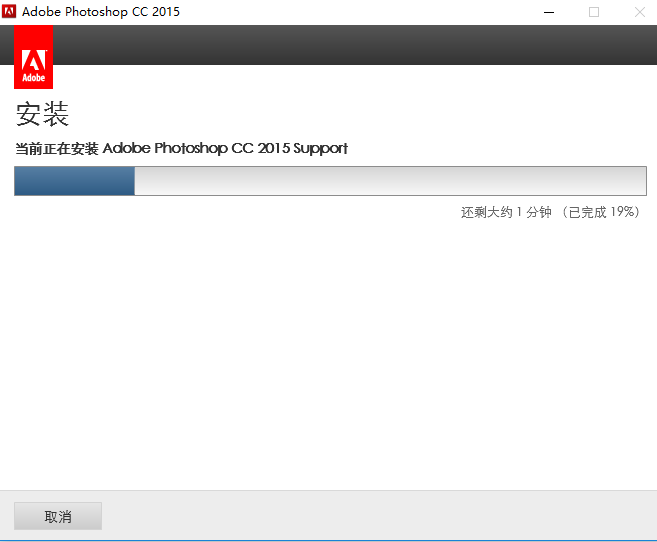 Adobe Photoshop CC 2015
Adobe
安装
当前正在安装 Adobe Photoshop CC 2015 Support
还剩大约 1 分钟 （已完成 19%）
取消